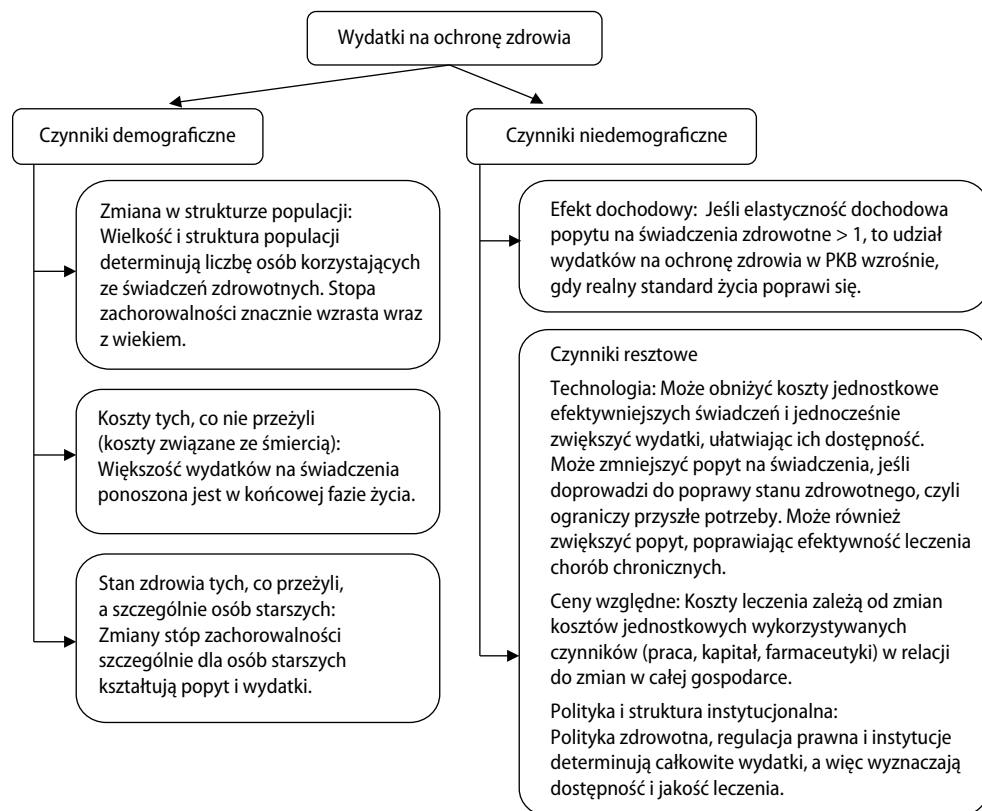 Wydatki na ochronę zdrowia
Czynniki demograficzne
Zmiana w strukturze populacji:
Wielkość i struktura populacji
determinują liczbę osób korzystających
ze świadczeń zdrowotnych. Stopa
zachorowalności znacznie wzrasta wraz
z wiekiem.
Koszty tych, co nie przeżyli
(koszty związane ze śmiercią):
Większość wydatków na świadczenia
ponoszona jest w końcowej fazie życia.
Stan zdrowia tych, co przeżyli,
a szczególnie osób starszych:
Zmiany stóp zachorowalności
szczególnie dla osób starszych
kształtują popyt i wydatki.
Czynniki niedemograficzne
Efekt dochodowy: Jeśli elastyczność dochodowa
popytu na świadczenia zdrowotne > 1, to udział
wydatków na ochronę zdrowia w PKB wzrośnie,
gdy realny standard życia poprawi się.
Czynniki resztowe
Technologia: Może obniżyć koszty jednostkowe
efektywniejszych świadczeń i jednocześnie
zwiększyć wydatki, ułatwiając ich dostępność.
Może zmniejszyć popyt na świadczenia, jeśli
doprowadzi do poprawy stanu zdrowotnego, czyli
ograniczy przyszłe potrzeby. Może również
zwiększyć popyt, poprawiając efektywność leczenia
chorób chronicznych.
Ceny względne: Koszty leczenia zależą od zmian
kosztów jednostkowych wykorzystywanych
czynników (praca, kapitał, farmaceutyki) w relacji
do zmian w całej gospodarce.
Polityka i struktura instytucjonalna:
Polityka zdrowotna, regulacja prawna i instytucje
determinują całkowite wydatki, a więc wyznaczają
dostępność i jakość leczenia.